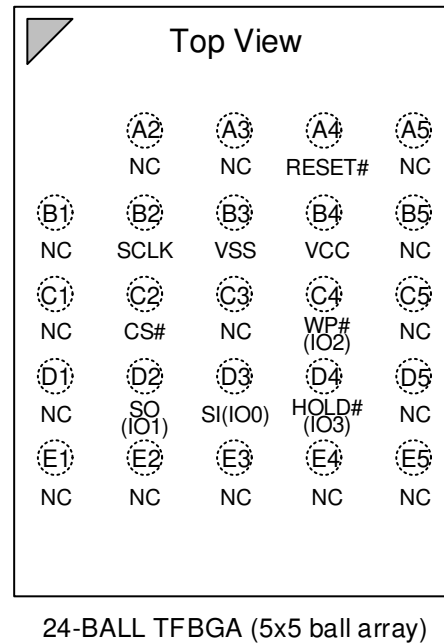 Top View
A2 A3 A4 A5
NC NC RESET# NC
B1 B2 B3 B4 B5
NC SCLK VSS VCC NC
C1 C2 C3 C4 C5
NC CS# NC WP# (IO2) NC
D1 D2 D3 D4 D5
NC SO (IO1) SI(IO0) HOLD# (IO3) NC
E1 E2 E3 E4 E5
NC NC NC NC NC
24-BALL TFBGA (5x5 ball array)